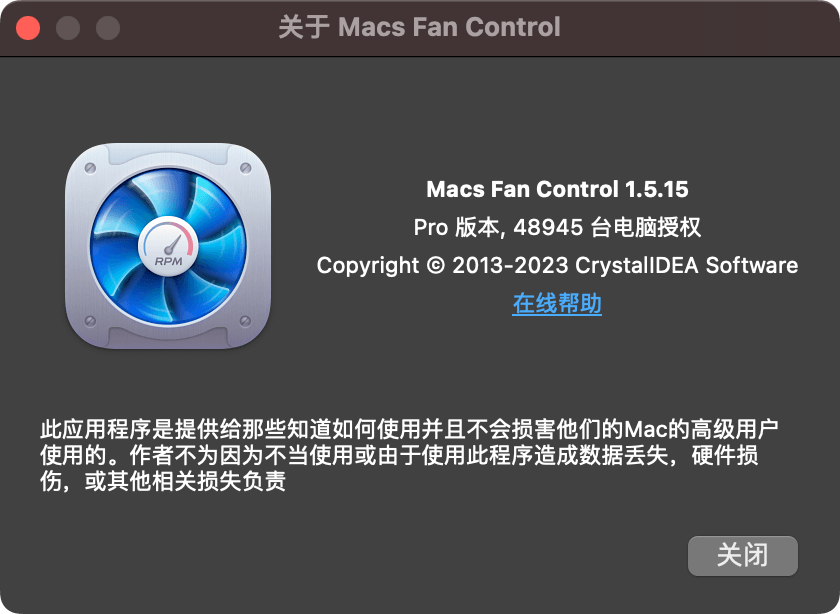 关于 Macs Fan Control
RPM
Macs Fan Control 1.5.15
Pro 版本, 48945 台电脑授权
Copyright © 2013-2023 CrystalIDEA Software
在线帮助
此应用程序是提供给那些知道如何使用并且不会损害他们的Mac的高级用户
使用的。作者不为因为不当使用或由于使用此程序造成数据丢失，硬件损
伤，或其他相关损失负责
关闭